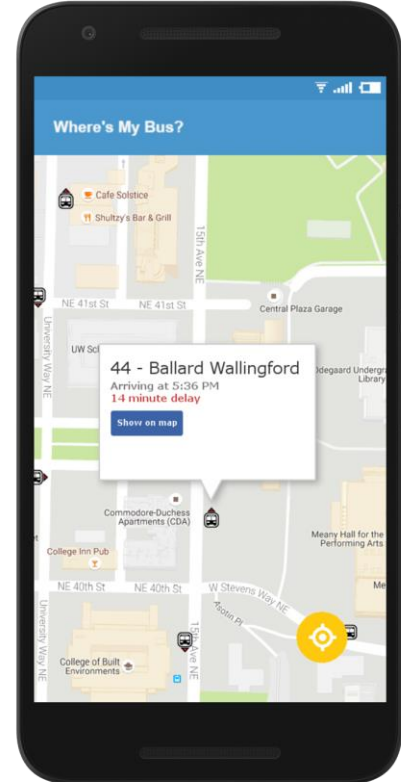 Where's My Bus?
Cafe Solstice
Shultzy's Bar & Grill
15th Ave NE
NE 41st St
NE 41st St
Central Plaza Garage
University Way NE
UW Scl
44 - Ballard Wallingford
Arriving at 5:36 PM
14 minute delay
Show on map
Odegaard Undergra
Library
Commodore-Duchess
Apartments (CDA)
Meany Hall for the
Performing Arts
College Inn Pub
NE 40th St
NE 40th St
W Stevens Way NE
Me
Asotin Pl
University Way NE
15th Ave NE
College of Built
Environments